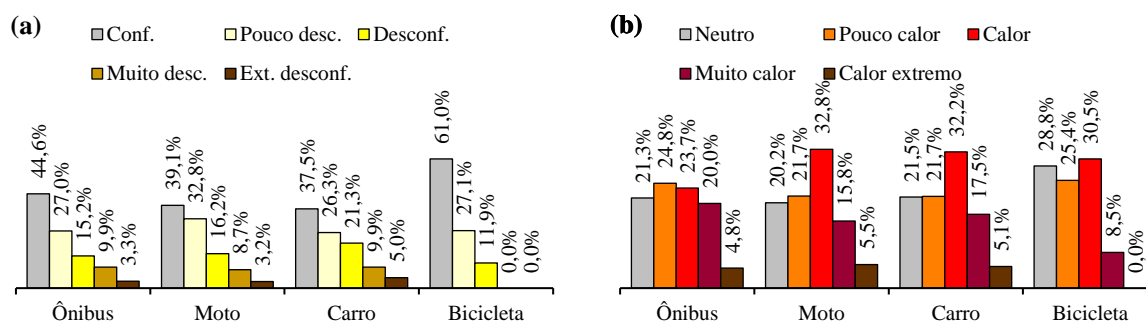 (a)
Conf. Pouco desc. Desconf.
Muito desc. Ext. desconf.
44,6% 27,0% 15,2% 9,9% 3,3%
39,1% 32,8% 16,2% 8,7% 3,2%
37,5% 26,3% 21,3% 9,9% 5,0%
61,0% 27,1% 11,9% 0,0% 0,0%
Ônibus Moto Carro Bicicleta
(b)
Neutro Pouco calor Calor
Muito calor Calor extremo
21,3% 24,8% 23,7% 20,0% 4,8%
20,2% 21,7% 32,8% 15,8% 5,5%
21,5% 21,7% 32,2% 17,5% 5,1%
28,8% 25,4% 30,5% 8,5% 0,0%
Ônibus Moto Carro Bicicleta